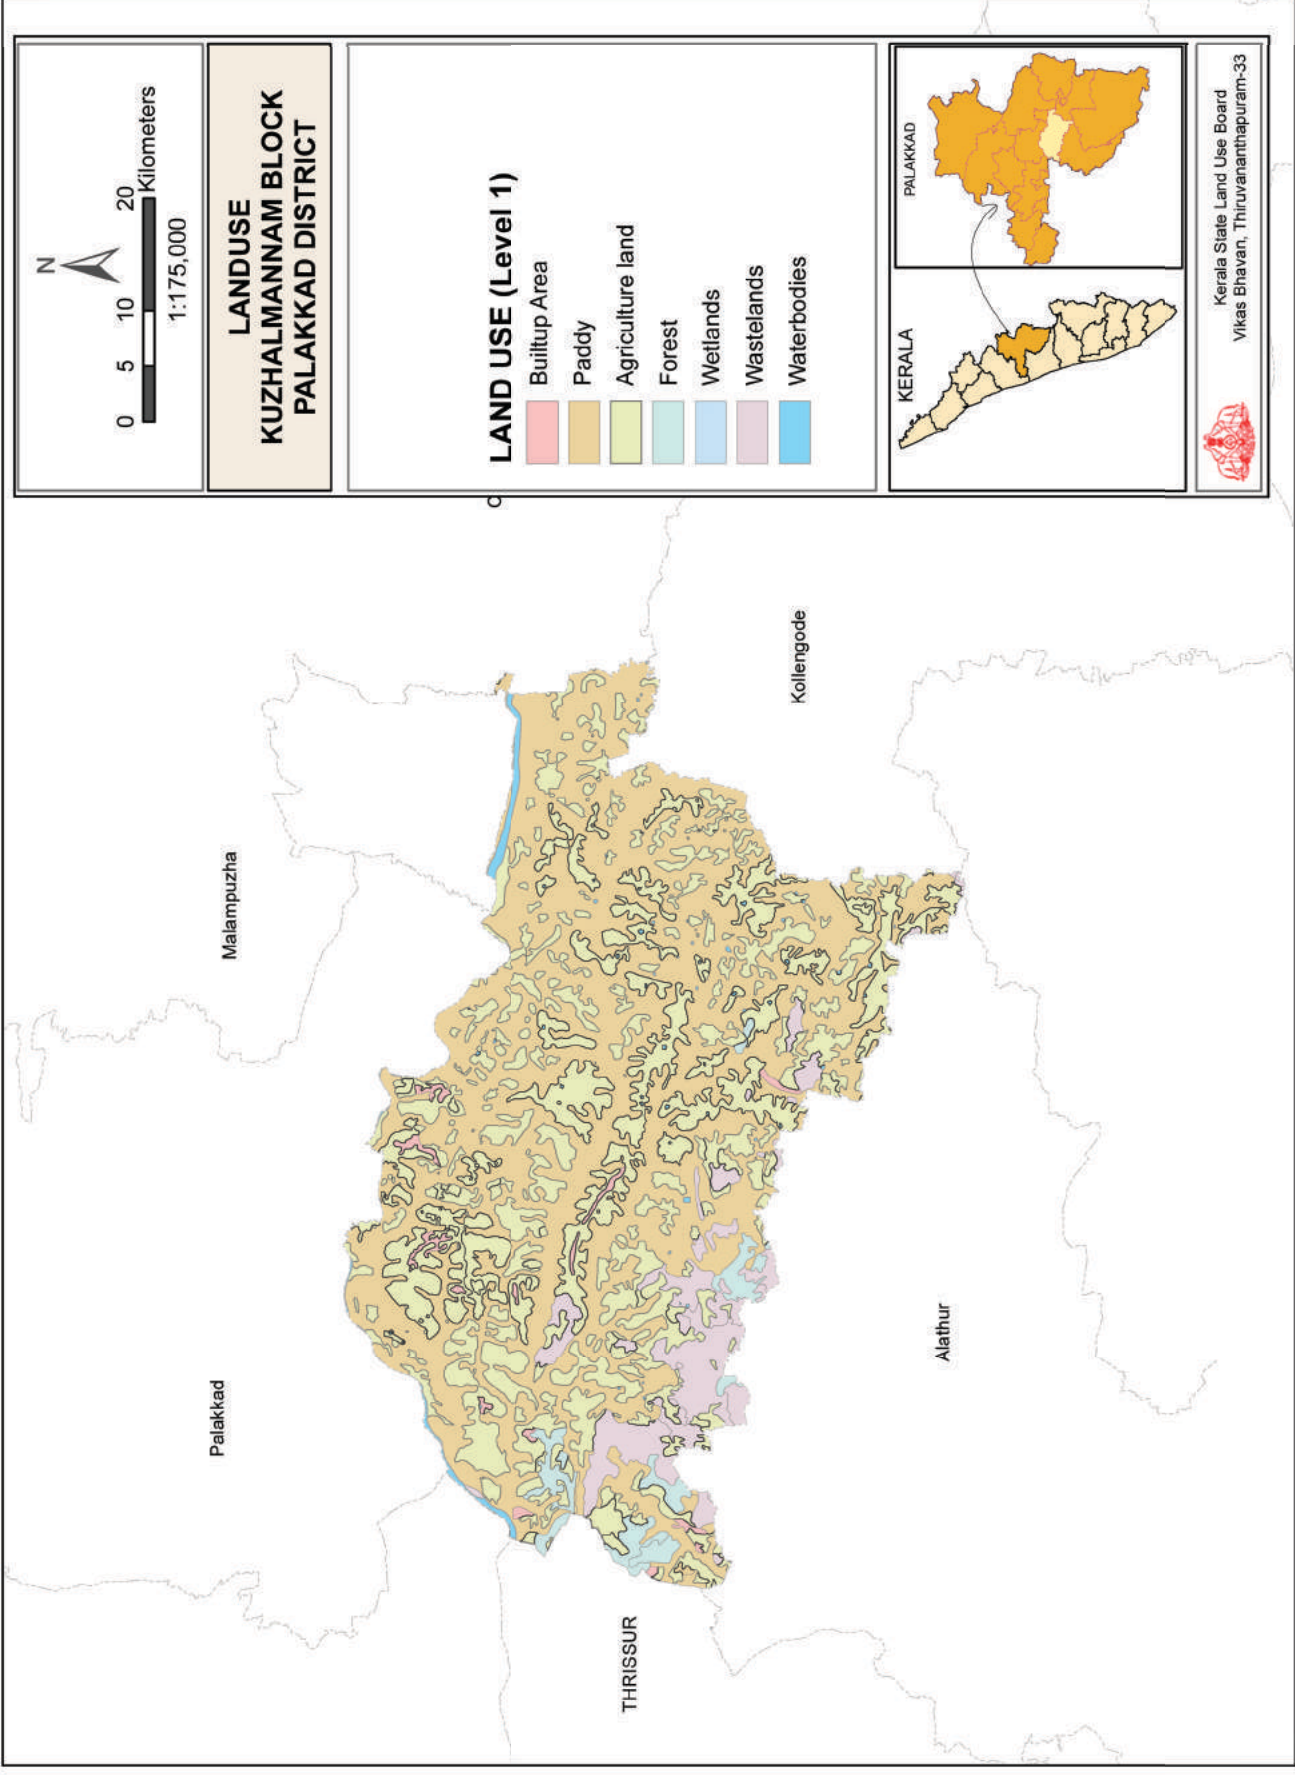 N
0 5 10 20
Kilometers
1:175,000
LANDUSE
KUZHALMANNAM BLOCK
PALAKKAD DISTRICT
LAND USE (Level 1)
Builtup Area
Paddy
Agriculture land
Forest
Wetlands
Wastelands
Waterbodies
KERALA
PALAKKAD
Kerala State Land Use Board
Vikas Bhavan, Thiruvananthapuram-33
Palakkad
Malampuzha
THRISSUR
Kollengode
Alathur